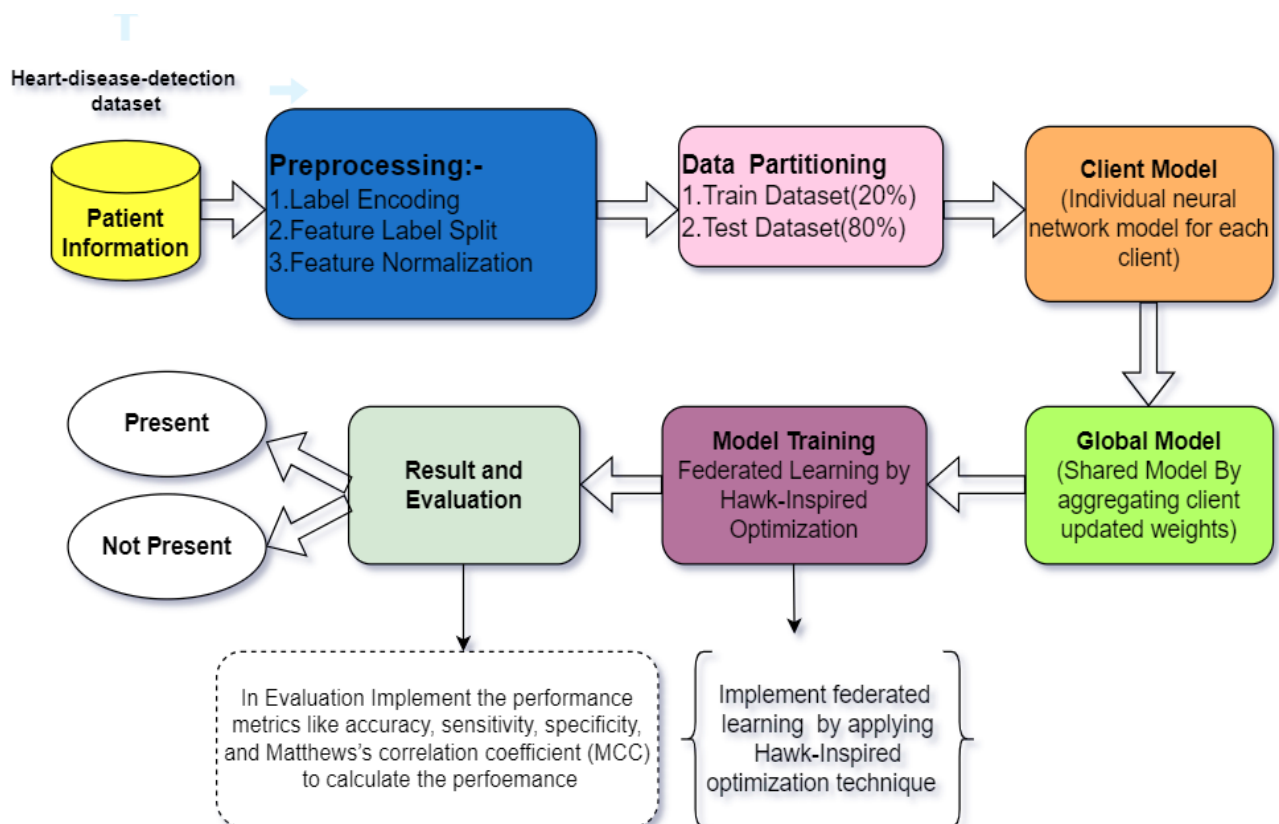 Heart-disease-detection
dataset
Patient
Information
Preprocessing:-
1.Label Encoding
2.Feature Label Split
3.Feature Normalization
Data Partitioning
1.Train Dataset(20%)
2.Test Dataset(80%)
Client Model
(Individual neural
network model for each
client)
Global Model
(Shared Model By
aggregating client
updated weights)
Model Training
Federated Learning by
Hawk-Inspired
Optimization
Result and
Evaluation
Present
Not Present
In Evaluation Implement the performance
metrics like accuracy, sensitivity, specificity,
and Matthews's correlation coefficient (MCC)
to calculate the perfoemance
Implement federated
learning by applying
Hawk-Inspired
optimization technique